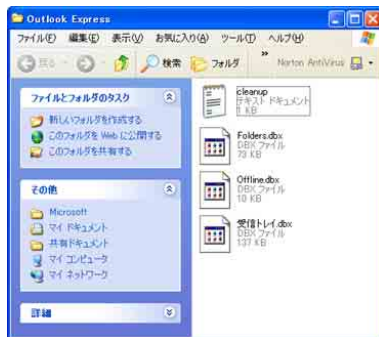 Outlook Express
ファイル(F) 編集(E) 表示(V) お気に入り(A) ツール(T) ヘルプ(H)
戻る 検索 フォルダ Norton AntiVirus
ファイルとフォルダのタスク
新しいフォルダを作成する
このフォルダを Web に公開する
このフォルダを共有する
その他
Microsoft
マイ ドキュメント
共有ドキュメント
マイ コンピュータ
マイ ネットワーク
詳細
cleanup
テキスト ドキュメント
1 KB
Folders.dbx
DBX ファイル
73 KB
Offline.dbx
DBX ファイル
10 KB
受信トレイ.dbx
DBX ファイル
137 KB